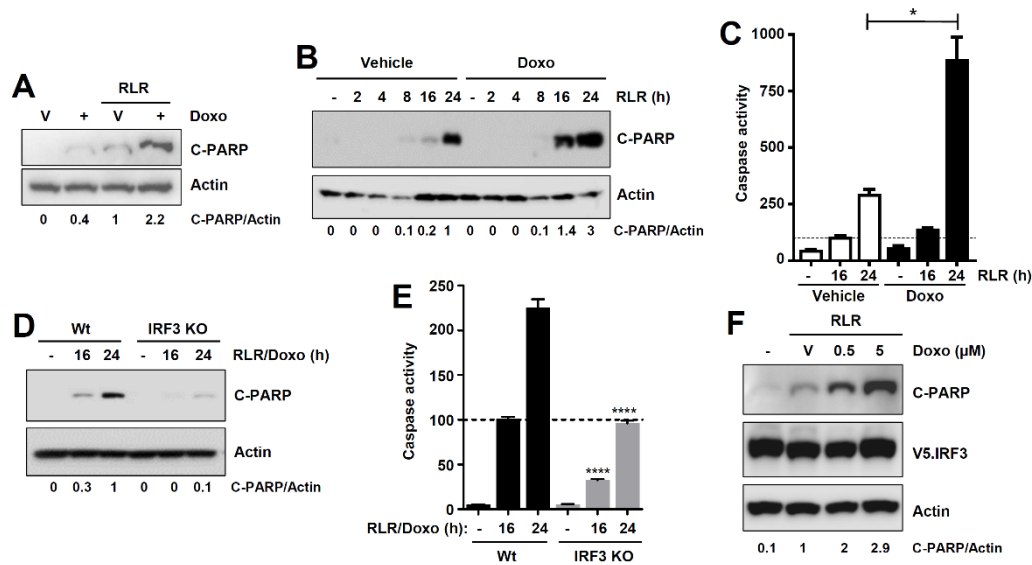 A
RLR
V + V + Doxo
C-PARP
Actin
0 0.4 1 2.2 C-PARP/Actin
B
Vehicle Doxo
- 2 4 8 16 24 - 2 4 8 16 24 RLR (h)
C-PARP
Actin
0 0 0 0.1 0.2 1 0 0 0 0.1 1.4 3 C-PARP/Actin
C
*
Caspase activity
1000
750
500
250
0
- 16 24 - 16 24 RLR (h)
Vehicle Doxo
D
Wt IRF3 KO
- 16 24 - 16 24 RLR/Doxo (h)
C-PARP
Actin
0 0.3 1 0 0 0.1 C-PARP/Actin
E
Caspase activity
250
200
150
100
50
0
**** ****
RLR/Doxo (h): - 16 24 - 16 24
Wt IRF3 KO
F
RLR
- V 0.5 5 Doxo (µM)
C-PARP
V5.IRF3
Actin
0.1 1 2 2.9 C-PARP/Actin